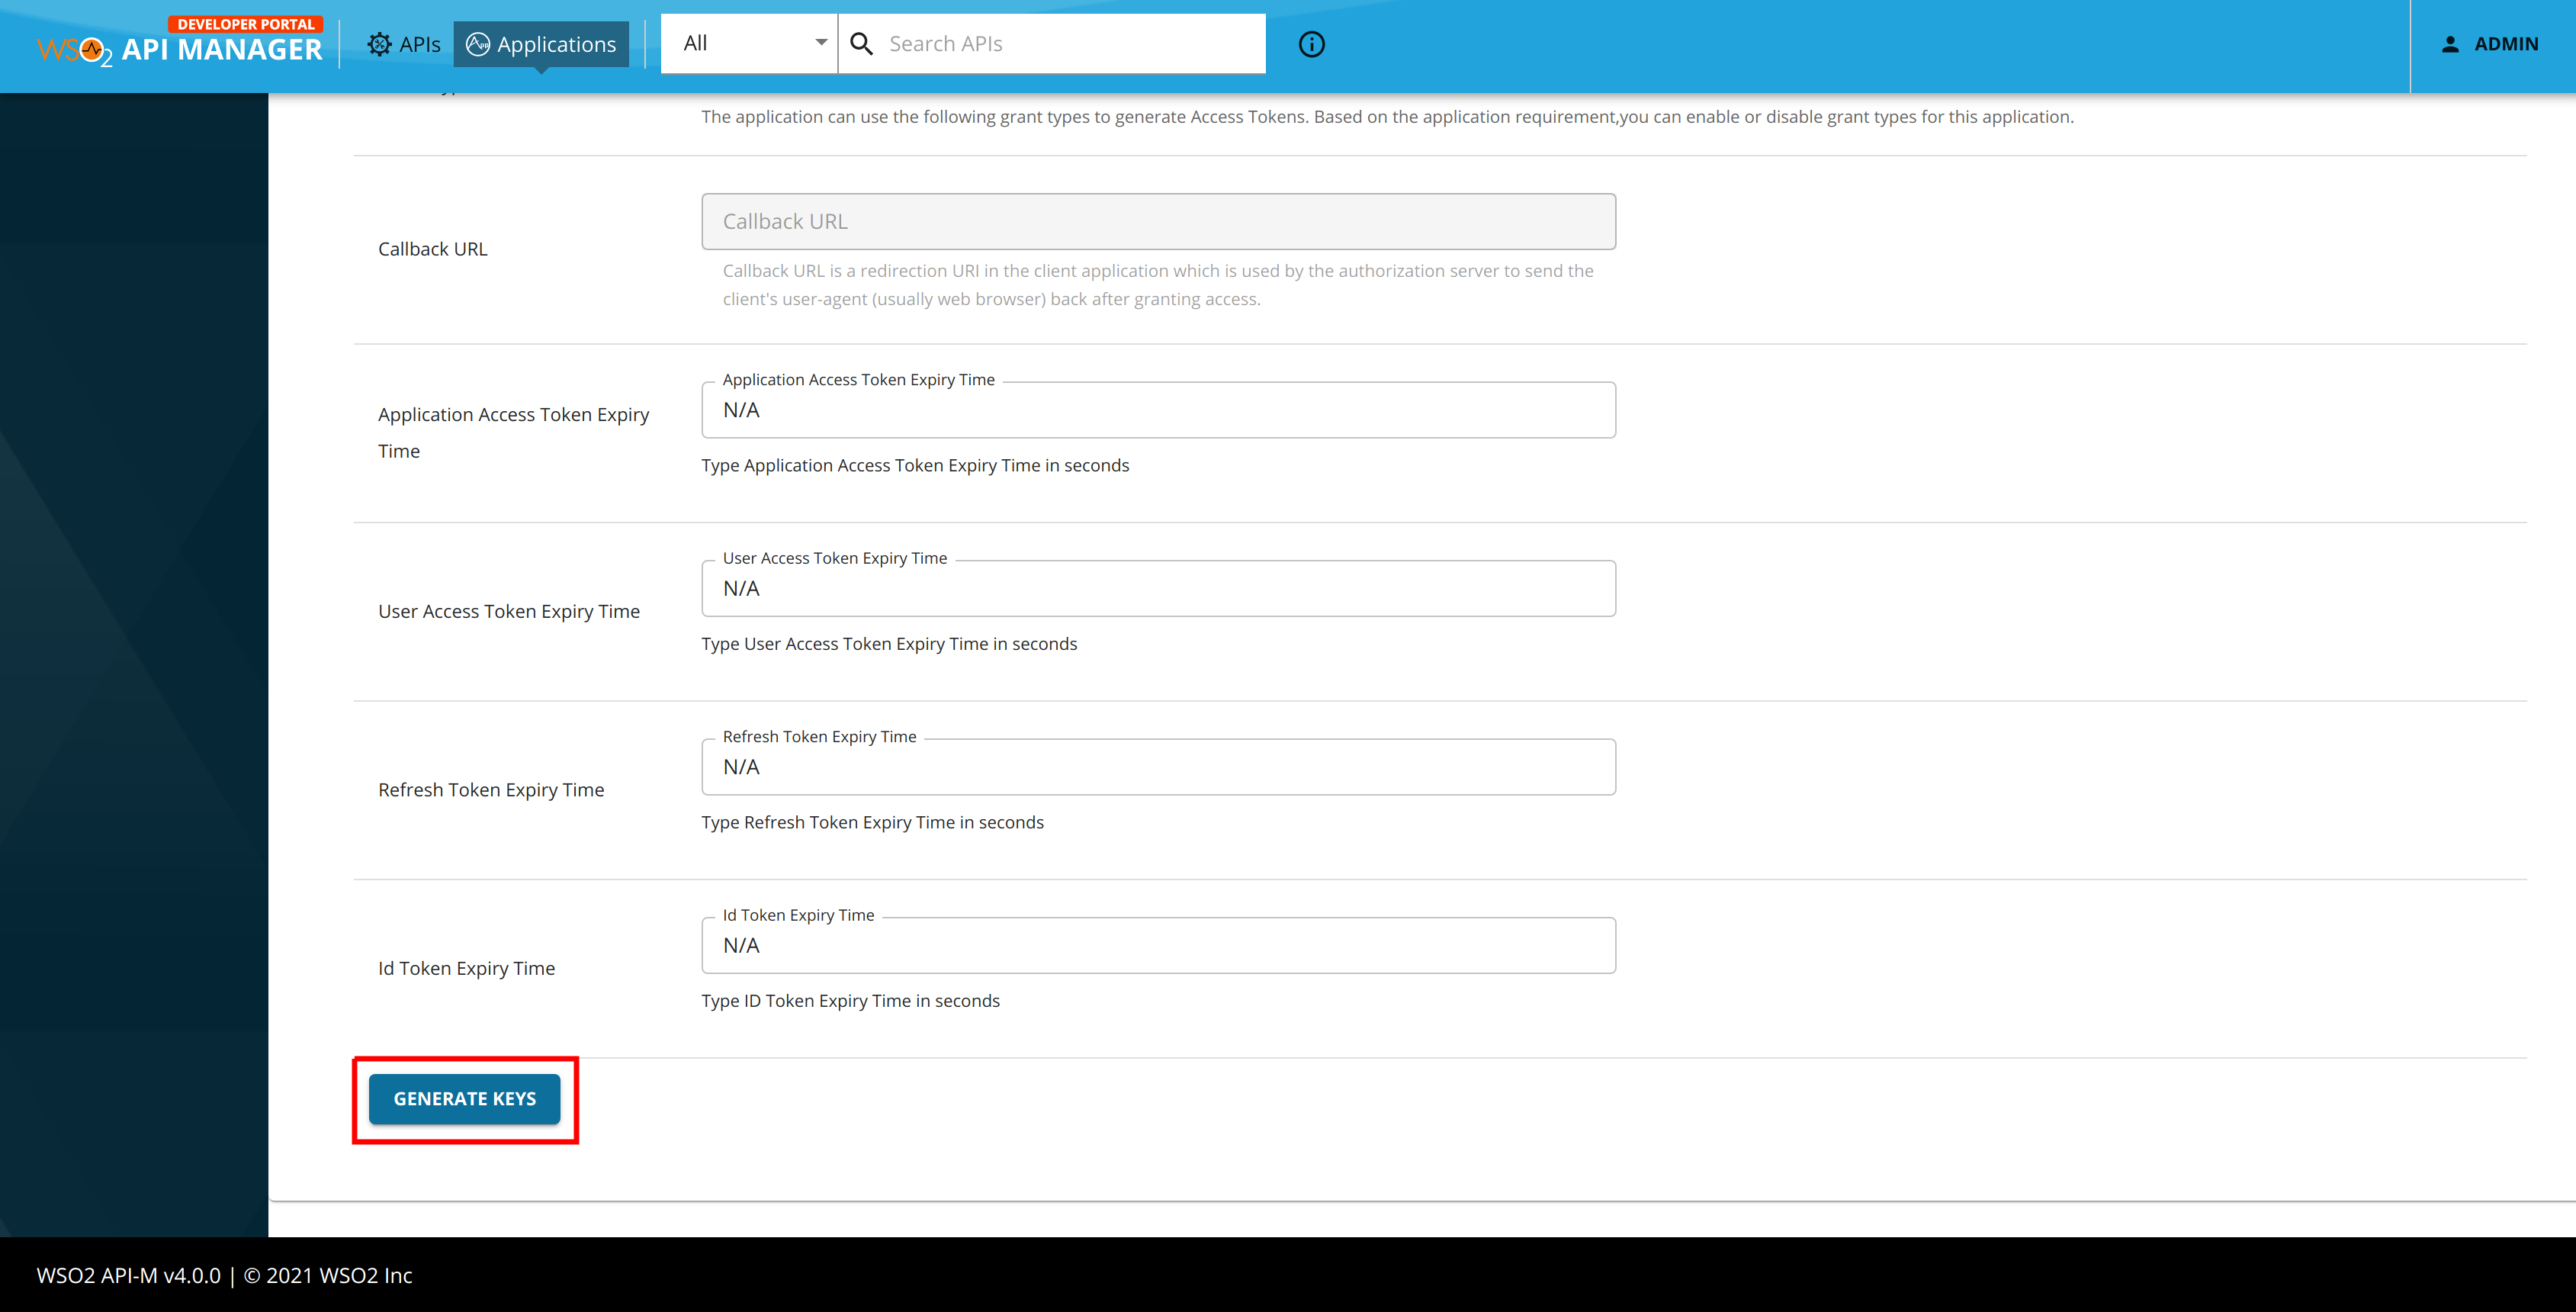 DEVELOPER PORTAL
WSO2 API MANAGER
APIs
Applications
All
Search APIs
ADMIN
The application can use the following grant types to generate Access Tokens. Based on the application requirement,you can enable or disable grant types for this application.
Callback URL
Callback URL
Callback URL is a redirection URI in the client application which is used by the authorization server to send the
client's user-agent (usually web browser) back after granting access.
Application Access Token Expiry
Time
Application Access Token Expiry Time
N/A
Type Application Access Token Expiry Time in seconds
User Access Token Expiry Time
User Access Token Expiry Time
N/A
Type User Access Token Expiry Time in seconds
Refresh Token Expiry Time
Refresh Token Expiry Time
N/A
Type Refresh Token Expiry Time in seconds
Id Token Expiry Time
Id Token Expiry Time
N/A
Type ID Token Expiry Time in seconds
GENERATE KEYS
WSO2 API-M v4.0.0 | © 2021 WSO2 Inc